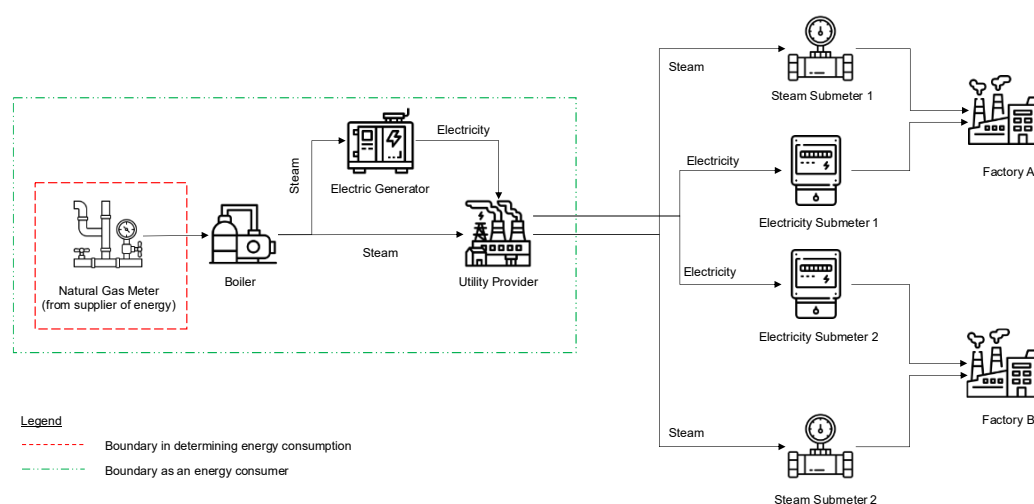 Steam
Steam Submeter 1
Factory A
Electricity
Electricity Submeter 1
Electricity
Electric Generator
Steam
Natural Gas Meter
(from supplier of energy)
Boiler
Steam
Utility Provider
Electricity
Electricity Submeter 2
Factory B
Steam
Steam Submeter 2
Legend
Boundary in determining energy consumption
Boundary as an energy consumer